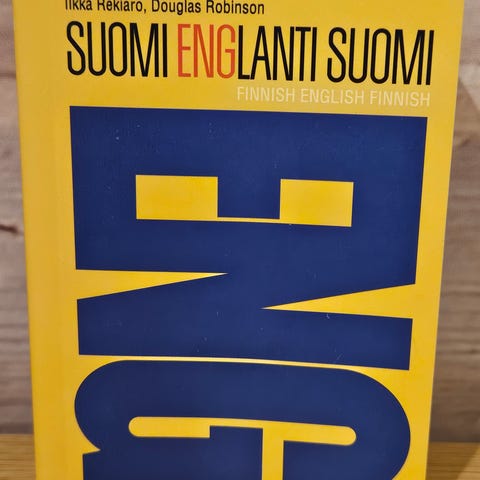 Ilkka Rekiaro, Douglas Robinson
SUOMI ENGLANTI SUOMI
FINNISH ENGLISH FINNISH
ENG